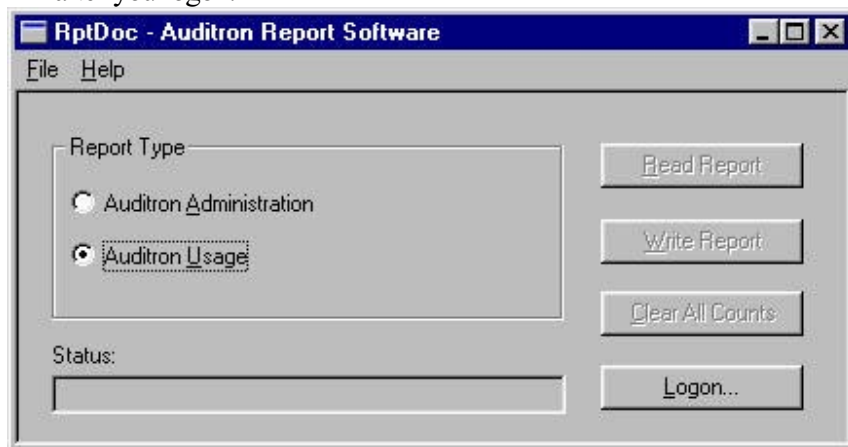 RptDoc - Auditron Report Software
File Help
Report Type
Auditron Administration
Auditron Usage
Read Report
Write Report
Clear All Counts
Status:
Logon...